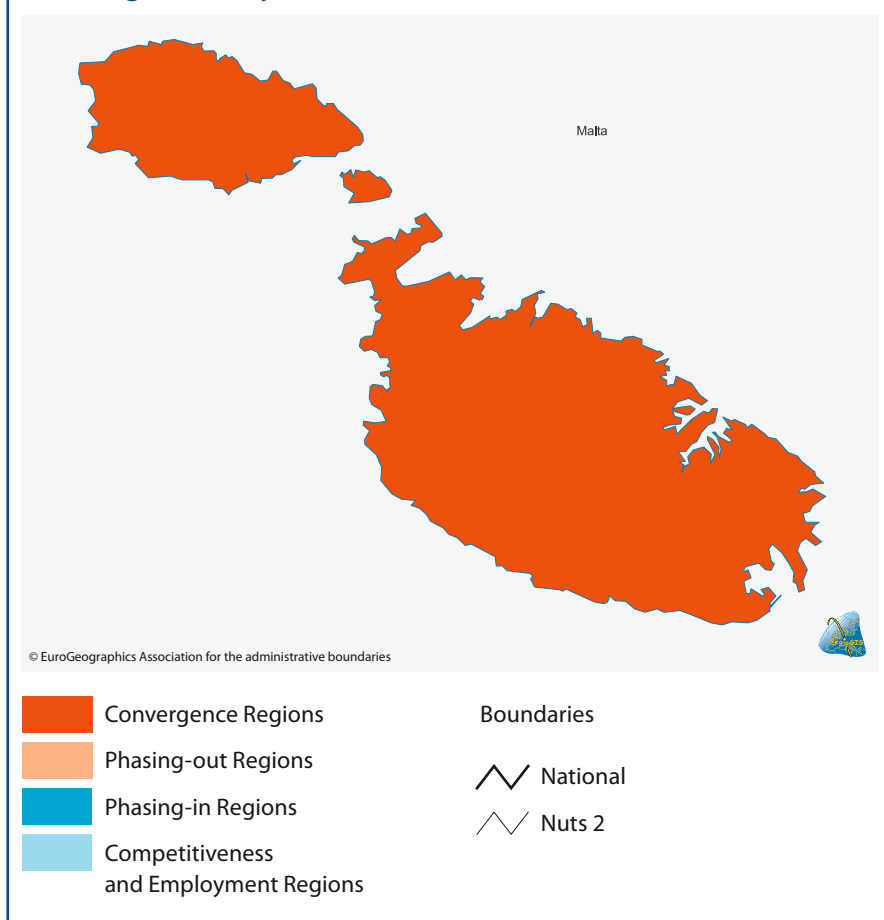 Malta
© EuroGeographics Association for the administrative boundaries
Convergence Regions
Phasing-out Regions
Phasing-in Regions
Competitiveness
and Employment Regions
Boundaries
National
Nuts 2